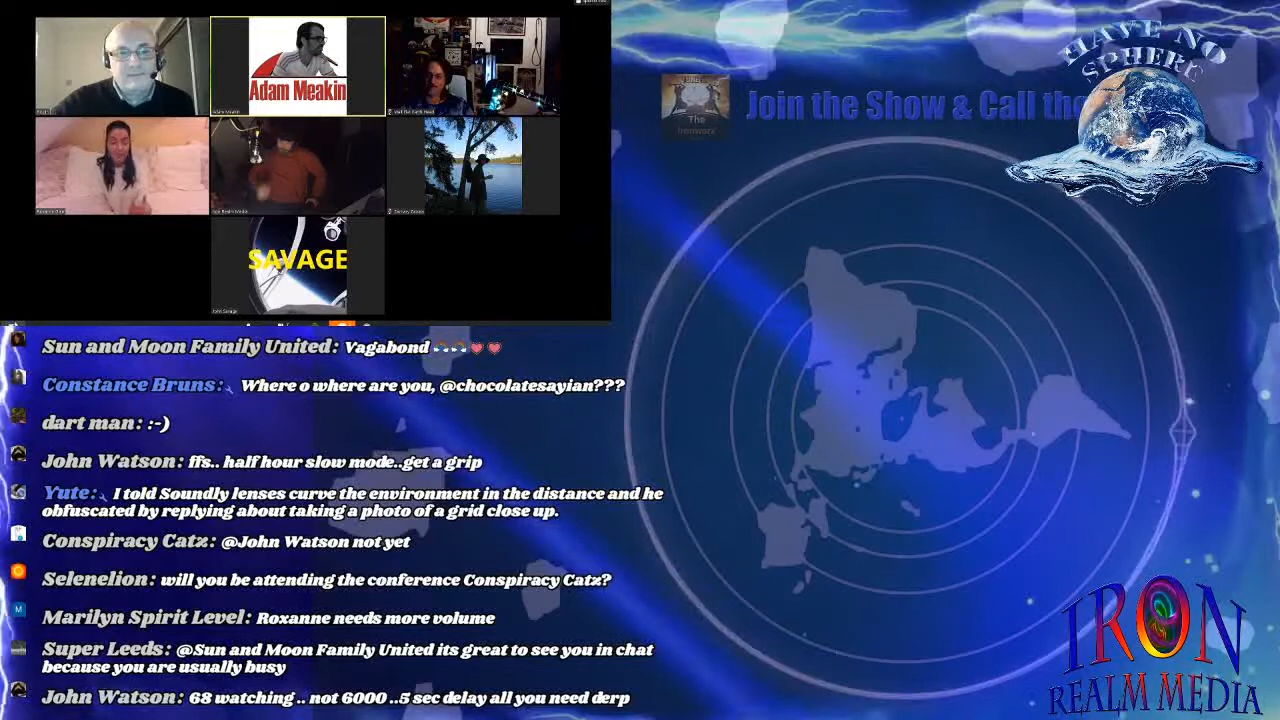 Adam Meakin
SAVAGE
John Savage
Join the Show & Call the
The
Ironworx
HAVE NO
SPHERE
Sun and Moon Family United: Vagabond
Constance Bruns: Where o where are you, @chocolatesayian???
dart man: :-)
John Watson: ffs.. half hour slow mode..get a grip
Yute: I told Soundly lenses curve the environment in the distance and he
obfuscated by replying about taking a photo of a grid close up.
Conspiracy Catz: @John Watson not yet
Selenelion: will you be attending the conference Conspiracy Catz?
M
Marilyn Spirit Level: Roxanne needs more volume
Super Leeds: @Sun and Moon Family United its great to see you in chat
because you are usually busy
John Watson: 68 watching .. not 6000 ..5 sec delay all you need derp
IRON
REALM MEDIA